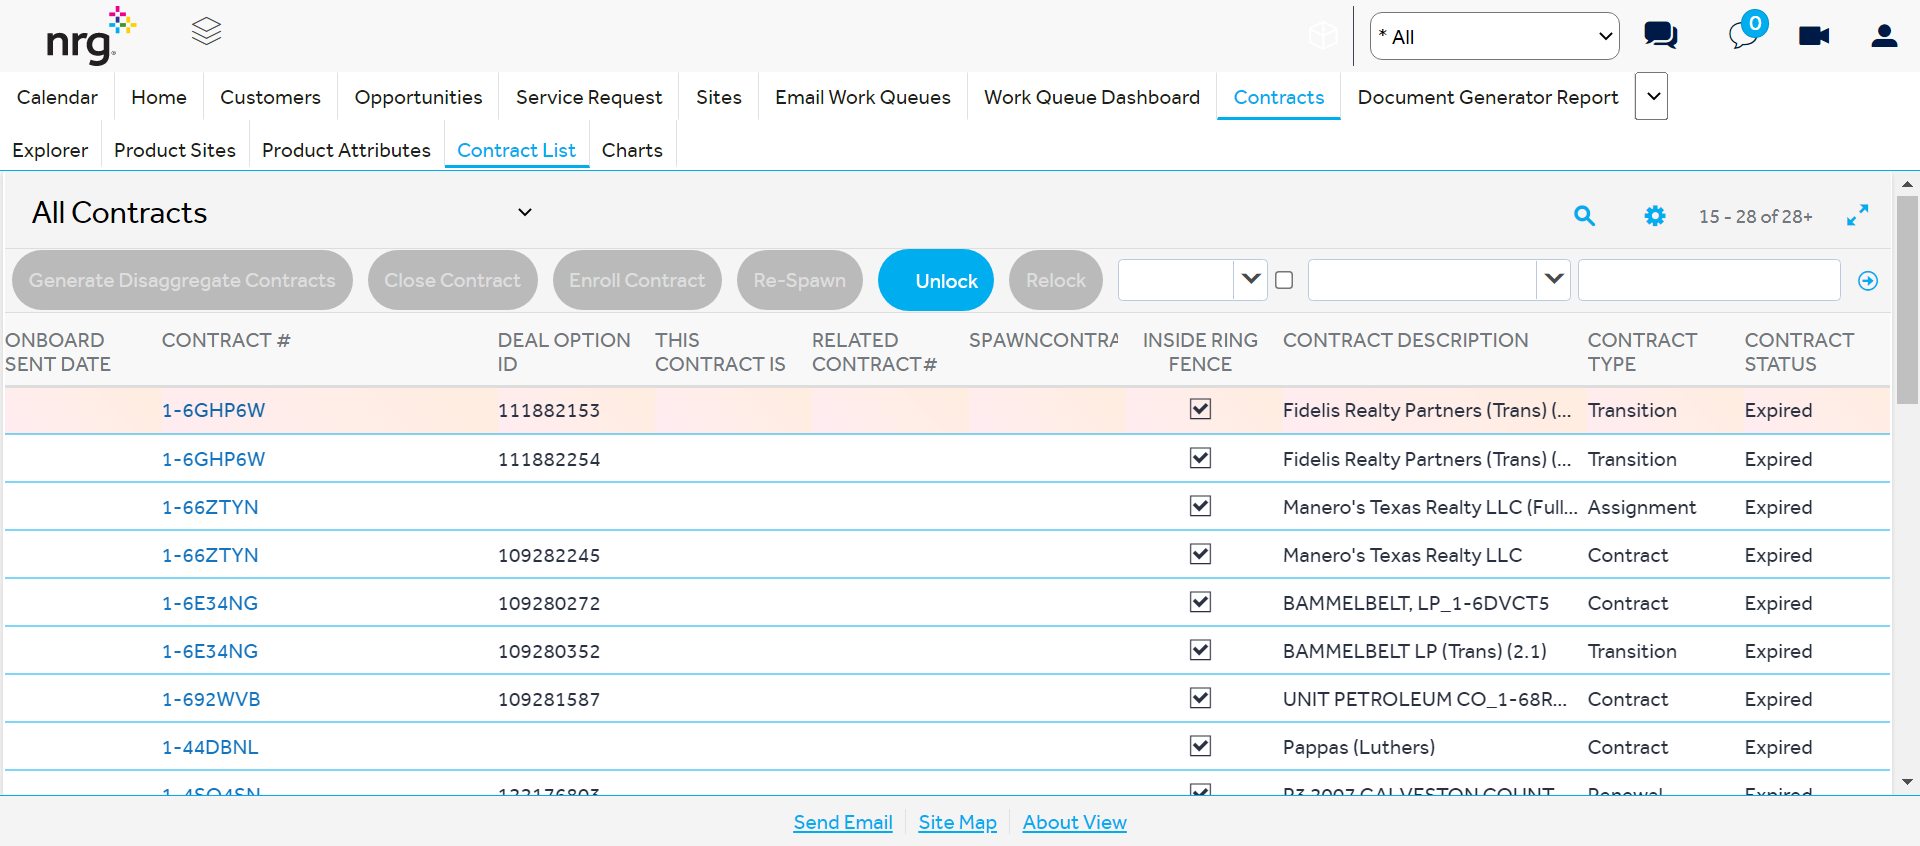 nrg
* All
0
Calendar Home Customers Opportunities Service Request Sites Email Work Queues Work Queue Dashboard Contracts Document Generator Report
Explorer Product Sites Product Attributes Contract List Charts
All Contracts
15 - 28 of 28+
Generate Disaggregate Contracts Close Contract Enroll Contract Re-Spawn Unlock Relock
ONBOARD SENT DATE CONTRACT # DEAL OPTION ID THIS CONTRACT IS RELATED CONTRACT# SPAWNCONTRA INSIDE RING FENCE CONTRACT DESCRIPTION CONTRACT TYPE CONTRACT STATUS
1-6GHP6W 111882153 Fidelis Realty Partners (Trans) (... Transition Expired
1-6GHP6W 111882254 Fidelis Realty Partners (Trans) (... Transition Expired
1-66ZTYN Manero's Texas Realty LLC (Full... Assignment Expired
1-66ZTYN 109282245 Manero's Texas Realty LLC Contract Expired
1-6E34NG 109280272 BAMMELBELT, LP_1-6DVCT5 Contract Expired
1-6E34NG 109280352 BAMMELBELT LP (Trans) (2.1) Transition Expired
1-692WVB 109281587 UNIT PETROLEUM CO_1-68R... Contract Expired
1-44DBNL Pappas (Luthers) Contract Expired
Renewal Expired
Send Email Site Map About View